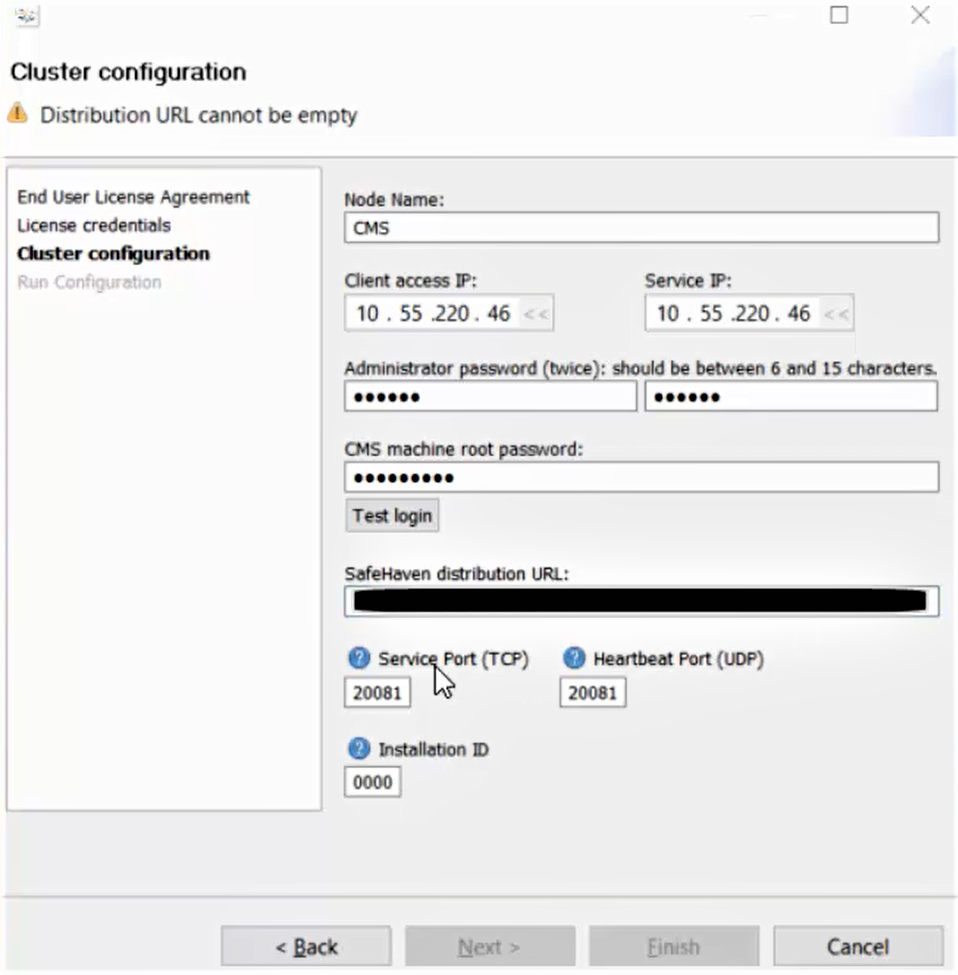 Cluster configuration
Distribution URL cannot be empty
End User License Agreement
License credentials
Cluster configuration
Run Configuration
Node Name:
CMS
Client access IP: Service IP:
10 . 55 .220 . 46 << 10 . 55 .220 . 46 <<
Administrator password (twice): should be between 6 and 15 characters.
•••••• ••••••
CMS machine root password:
•••••••••
Test login
SafeHaven distribution URL:
? Service Port (TCP) ? Heartbeat Port (UDP)
20081 20081
? Installation ID
0000
< Back Next > Finish Cancel